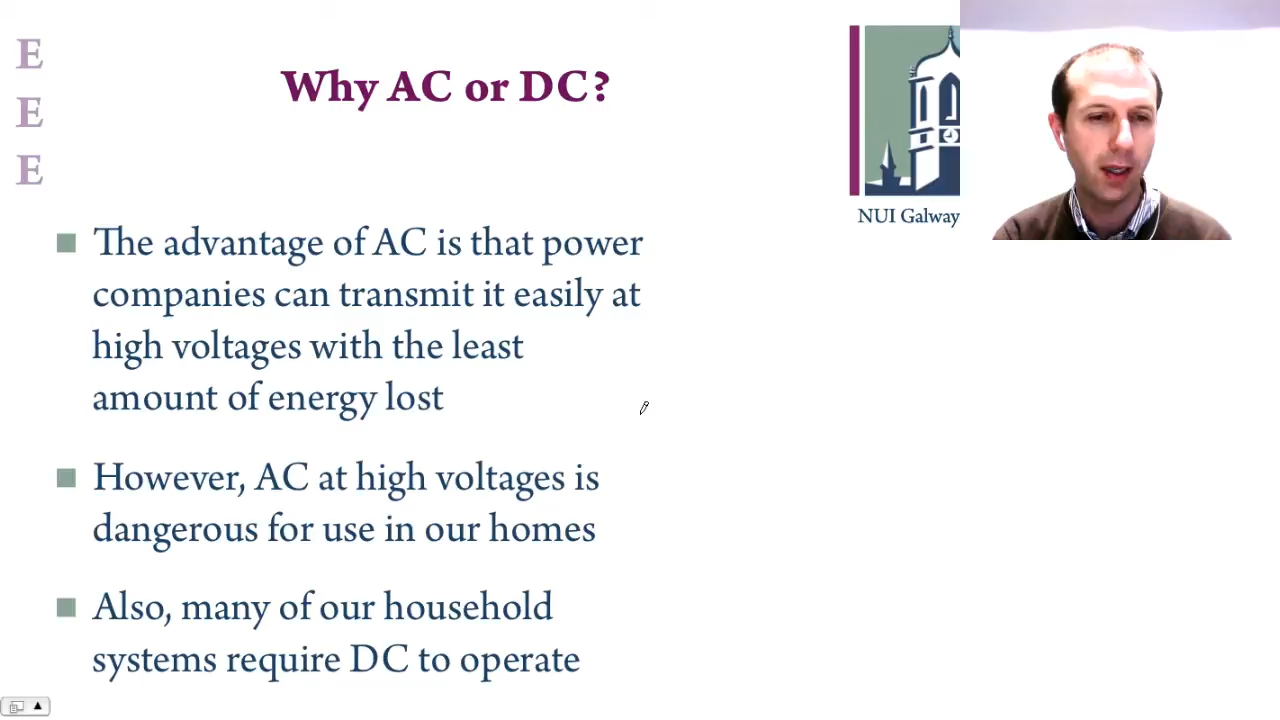 E
E
E
Why AC or DC?
NUI Galway
The advantage of AC is that power
companies can transmit it easily at
high voltages with the least
amount of energy lost
However, AC at high voltages is
dangerous for use in our homes
Also, many of our household
systems require DC to operate